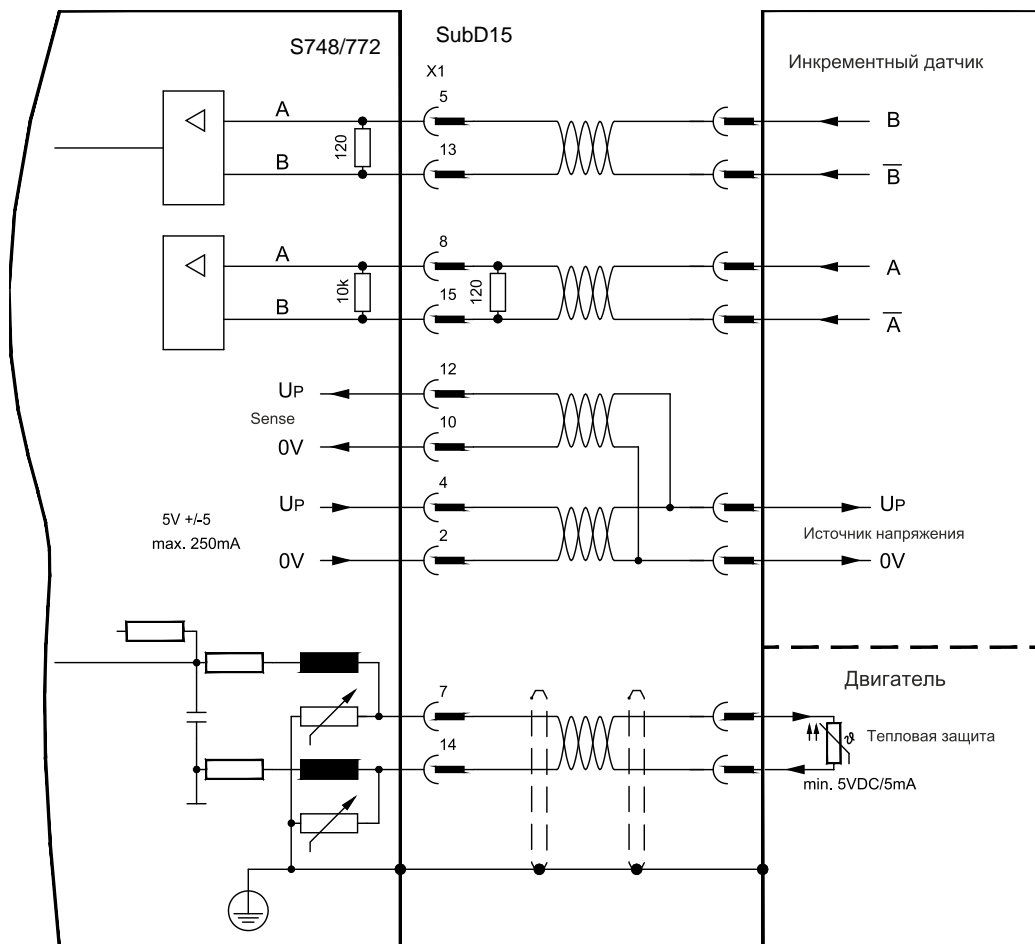 S748/772
SubD15
X1
Инкрементный датчик
A
5
B
120
B
13
B
A
8
A
10k
120
B
15
A
UP
12
Sense
0V
10
5V +/-5
max. 250mA
UP
4
UP
Источник напряжения
0V
2
0V
Двигатель
7
14
ϑ
Тепловая защита
min. 5VDC/5mA